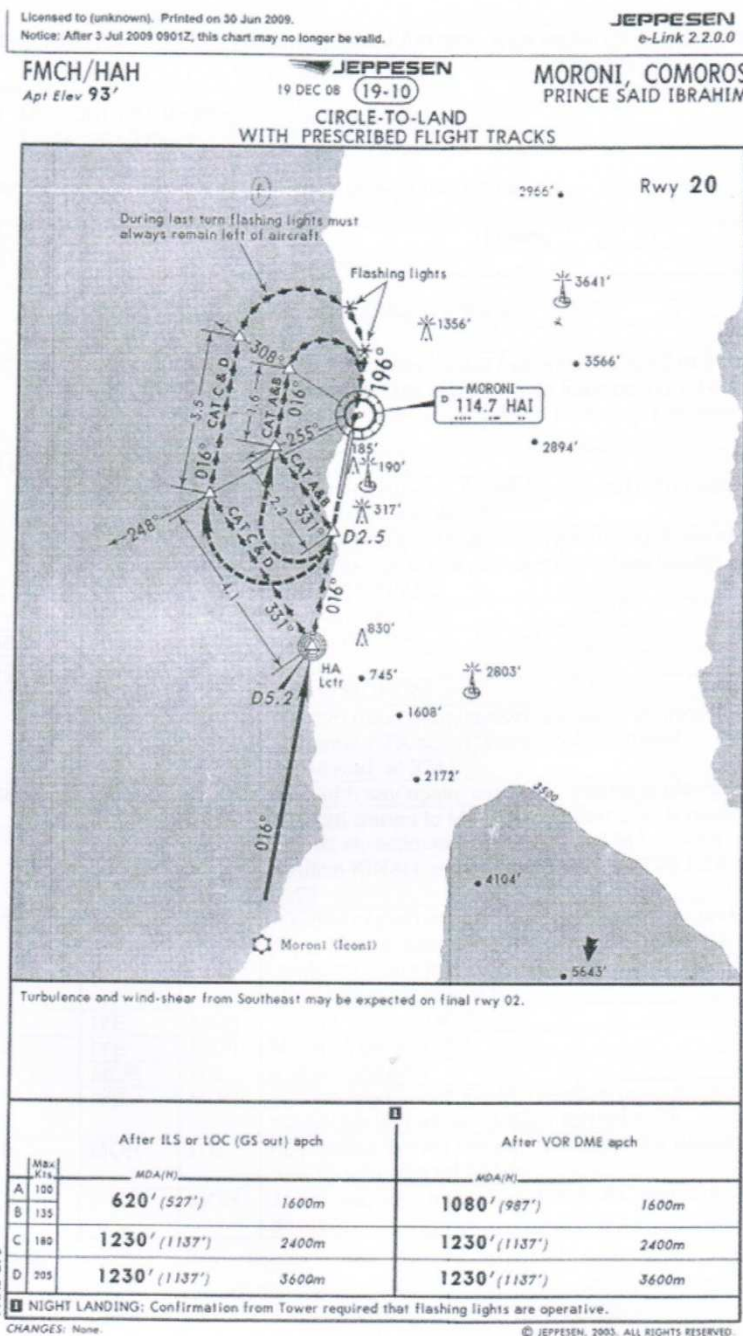 Licensed to (unknown). Printed on 30 Jun 2009.
Notice: After 3 Jul 2009 0901Z, this chart may no longer be valid.
JEPPESEN
e-Link 2.2.0.0
FMCH/HAH
Apt Elev 93'
JEPPESEN
19 DEC 08 19-10
MORONI, COMOROS
PRINCE SAID IBRAHIM
CIRCLE-TO-LAND
WITH PRESCRIBED FLIGHT TRACKS
2966'
Rwy 20
During last turn flashing lights must
always remain left of aircraft.
Flashing lights
3641'
1356'
308°
196°
3566'
3.5
016° CAT C & D
1.6
CAT A&B 016°
MORONI
D 114.7 HAI
255°
185'
2894'
190'
CAT A&B
331°
2.2
317'
248°
CAT C & D
331°
D2.5
4.1
016°
830'
HA
Lctr
745'
2803'
D5.2
1608'
2172'
3500
016°
4104'
Moroni (Iconi)
5643'
Turbulence and wind-shear from Southeast may be expected on final rwy 02.
1
After ILS or LOC (GS out) apch After VOR DME apch
Max Kts MDA(H) MDA(H)
A 100
620' (527') 1600m 1080' (987') 1600m
B 135
C 180 1230' (1137') 2400m 1230' (1137') 2400m
D 205 1230' (1137') 3600m 1230' (1137') 3600m
1 NIGHT LANDING: Confirmation from Tower required that flashing lights are operative.
CHANGES: None.
© JEPPESEN, 2003. ALL RIGHTS RESERVED.